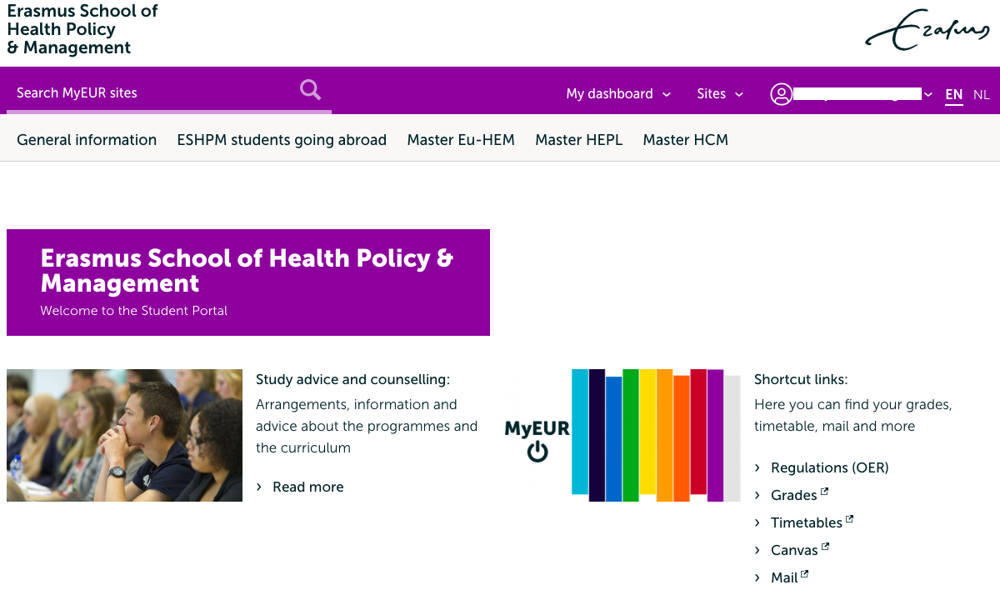 Erasmus School of
Health Policy
& Management
Erasmus
Search MyEUR sites
My dashboard
Sites
EN
NL
General information
ESHPM students going abroad
Master Eu-HEM
Master HEPL
Master HCM
Erasmus School of Health Policy &
Management
Welcome to the Student Portal
Study advice and counselling:
Arrangements, information and
advice about the programmes and
the curriculum
Read more
MyEUR
Shortcut links:
Here you can find your grades,
timetable, mail and more
Regulations (OER)
Grades
Timetables
Canvas
Mail